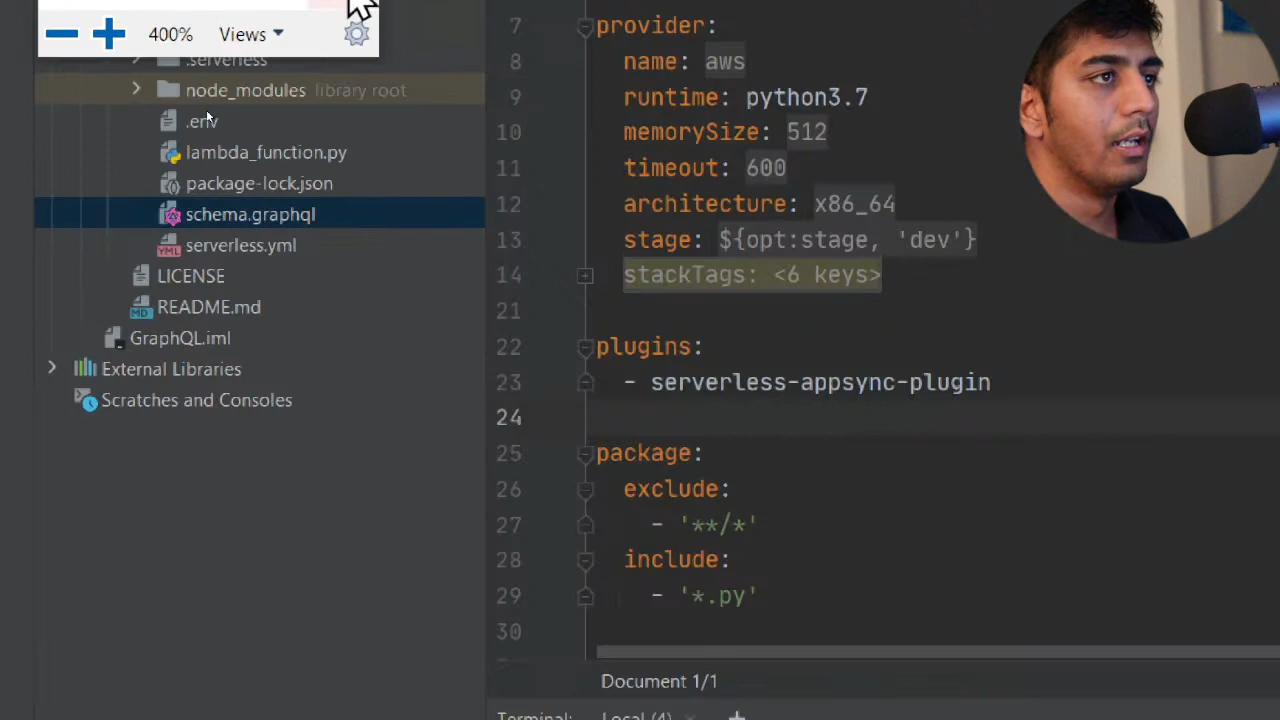 400% Views
.serverless
node_modules library root
.env
lambda_function.py
package-lock.json
schema.graphql
serverless.yml
LICENSE
README.md
GraphQL.iml
External Libraries
Scratches and Consoles
7 provider:
8 name: aws
9 runtime: python3.7
10 memorySize: 512
11 timeout: 600
12 architecture: x86_64
13 stage: ${opt:stage, 'dev'}
14 stackTags: <6 keys>
21
22 plugins:
23 - serverless-appsync-plugin
24
25 package:
26 exclude:
27 - '**/*'
28 include:
29 - '*.py'
30
Document 1/1
Terminal: Local (4) × +